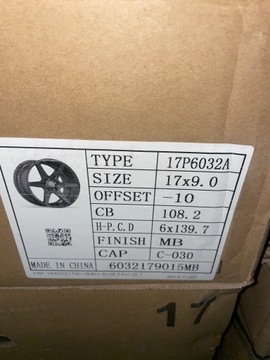 TYPE 17P6032A
SIZE 17x9.0
OFFSET -10
CB 108.2
H-P.C.D 6x139.7
FINISH MB
CAP C-030
MADE IN CHINA 6032179015MB
17